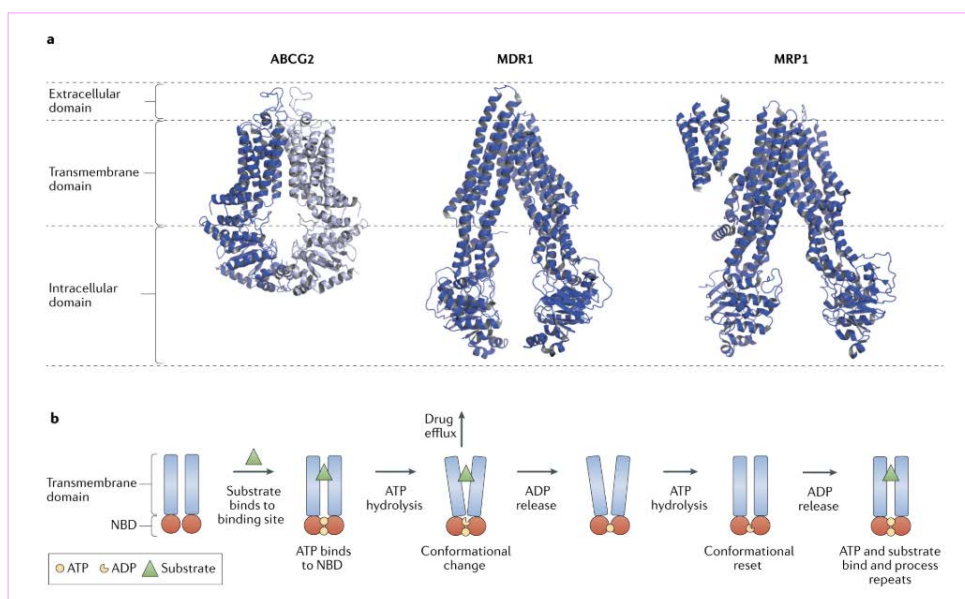 a
ABCG2
MDR1
MRP1
Extracellular
domain
Transmembrane
domain
Intracellular
domain
b
Drug
efflux
Transmembrane
domain
NBD
Substrate
binds to
binding site
ATP binds
to NBD
ATP
hydrolysis
Conformational
change
ADP
release
ATP
hydrolysis
Conformational
reset
ADP
release
ATP and substrate
bind and process
repeats
ATP ADP Substrate